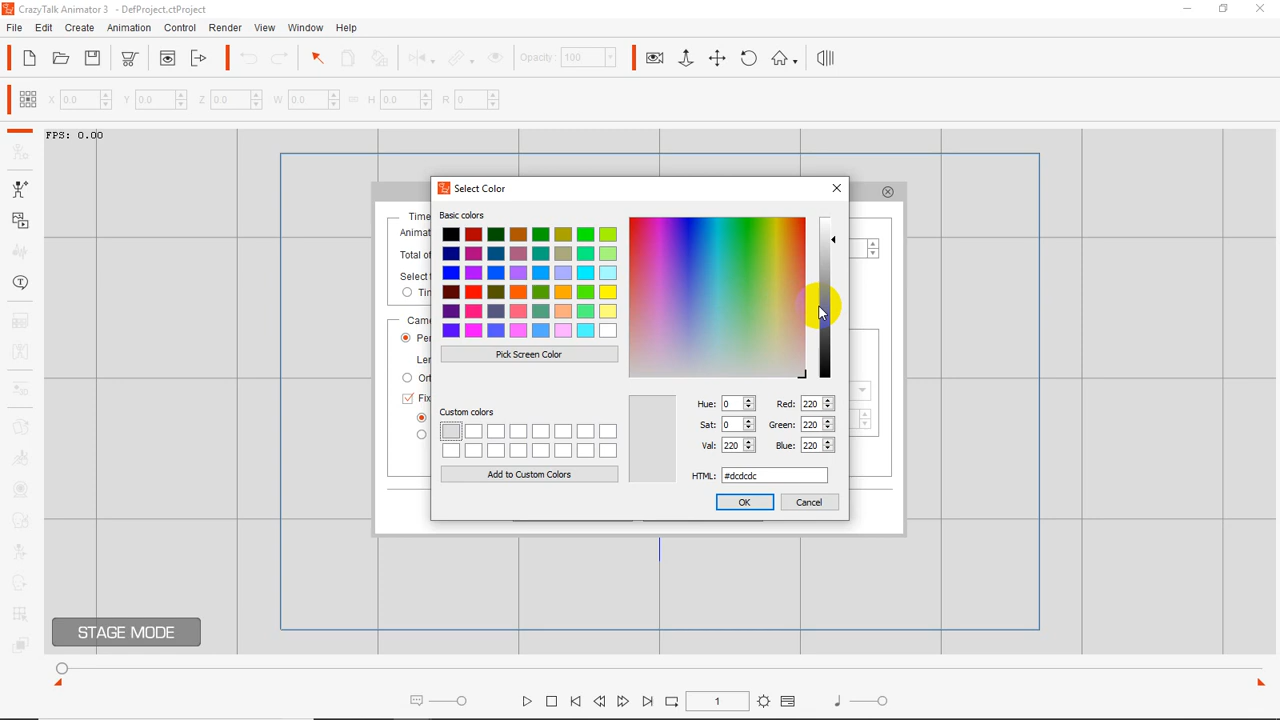 CrazyTalk Animator 3 - DefProject.ctProject
File Edit Create Animation Control Render View Window Help
Opacity: 100
X 0.0 Y 0.0 Z 0.0 W 0.0 H 0.0 R 0
FPS: 0.00
Select Color
Basic colors
Time
Animat
Total of
Select t
Tin
Came
Per
Len
Ort
Fix
Pick Screen Color
Custom colors
Add to Custom Colors
Hue: 0 Red: 220
Sat: 0 Green: 220
Val: 220 Blue: 220
HTML: #dcdcdc
OK Cancel
STAGE MODE
1